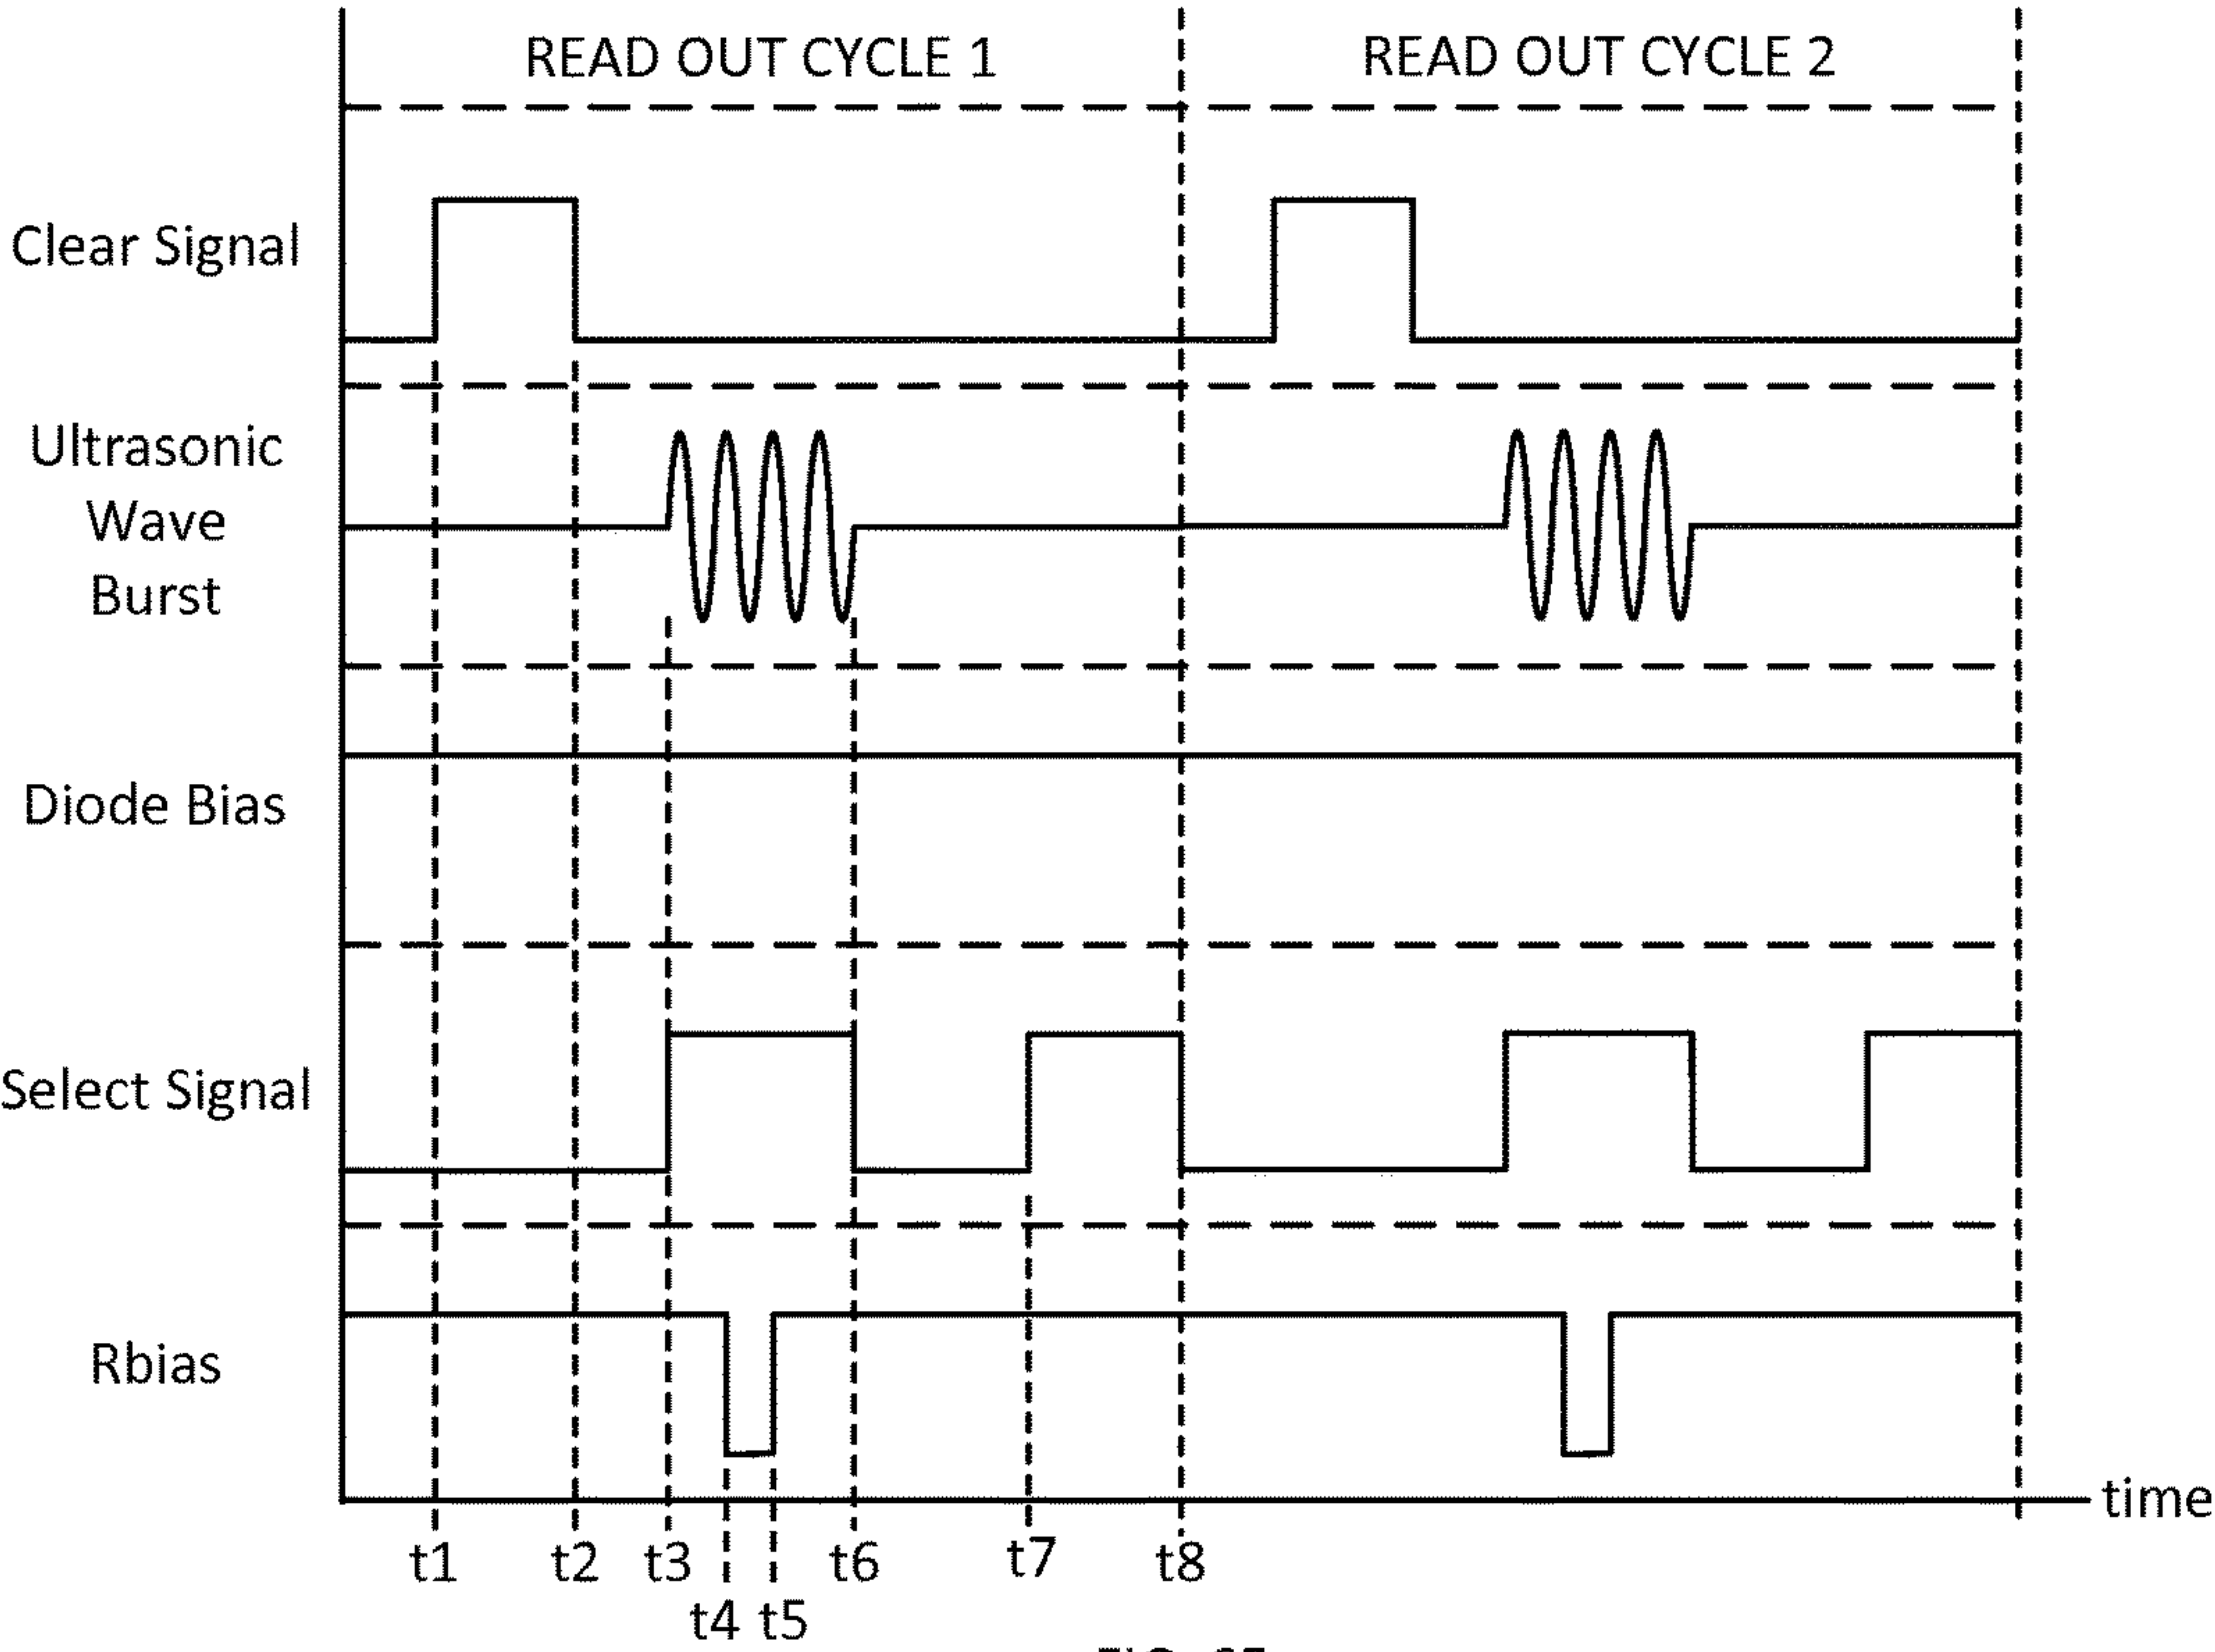 READ OUT CYCLE 1
READ OUT CYCLE 2
Clear Signal
Ultrasonic
Wave
Burst
Diode Bias
Select Signal
Rbias
time
t1
t2
t3
t6
t7
t8
t4
t5